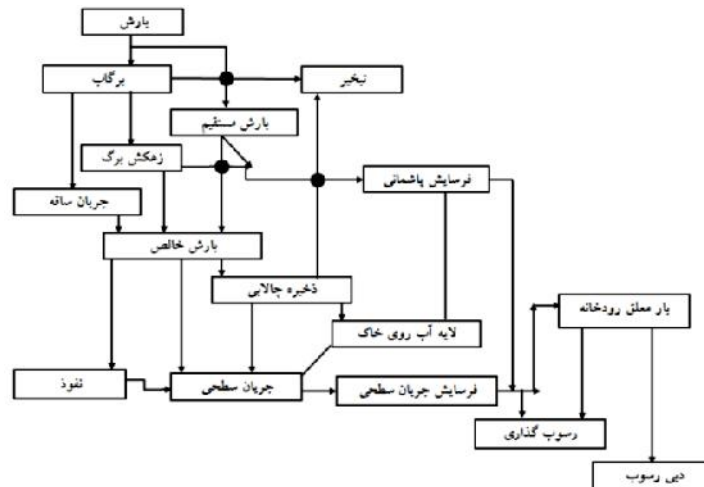 بارش
برگاب
تبخیر
بارش مستقیم
زهکش برگ
فرسایش پاشمانی
جریان ساقه
بارش خالص
ذخیره چالابی
بار معلق رودخانه
لایه آب روی خاک
نفوذ
جریان سطحی
فرسایش جریان سطحی
رسوب گذاری
دبی رسوب